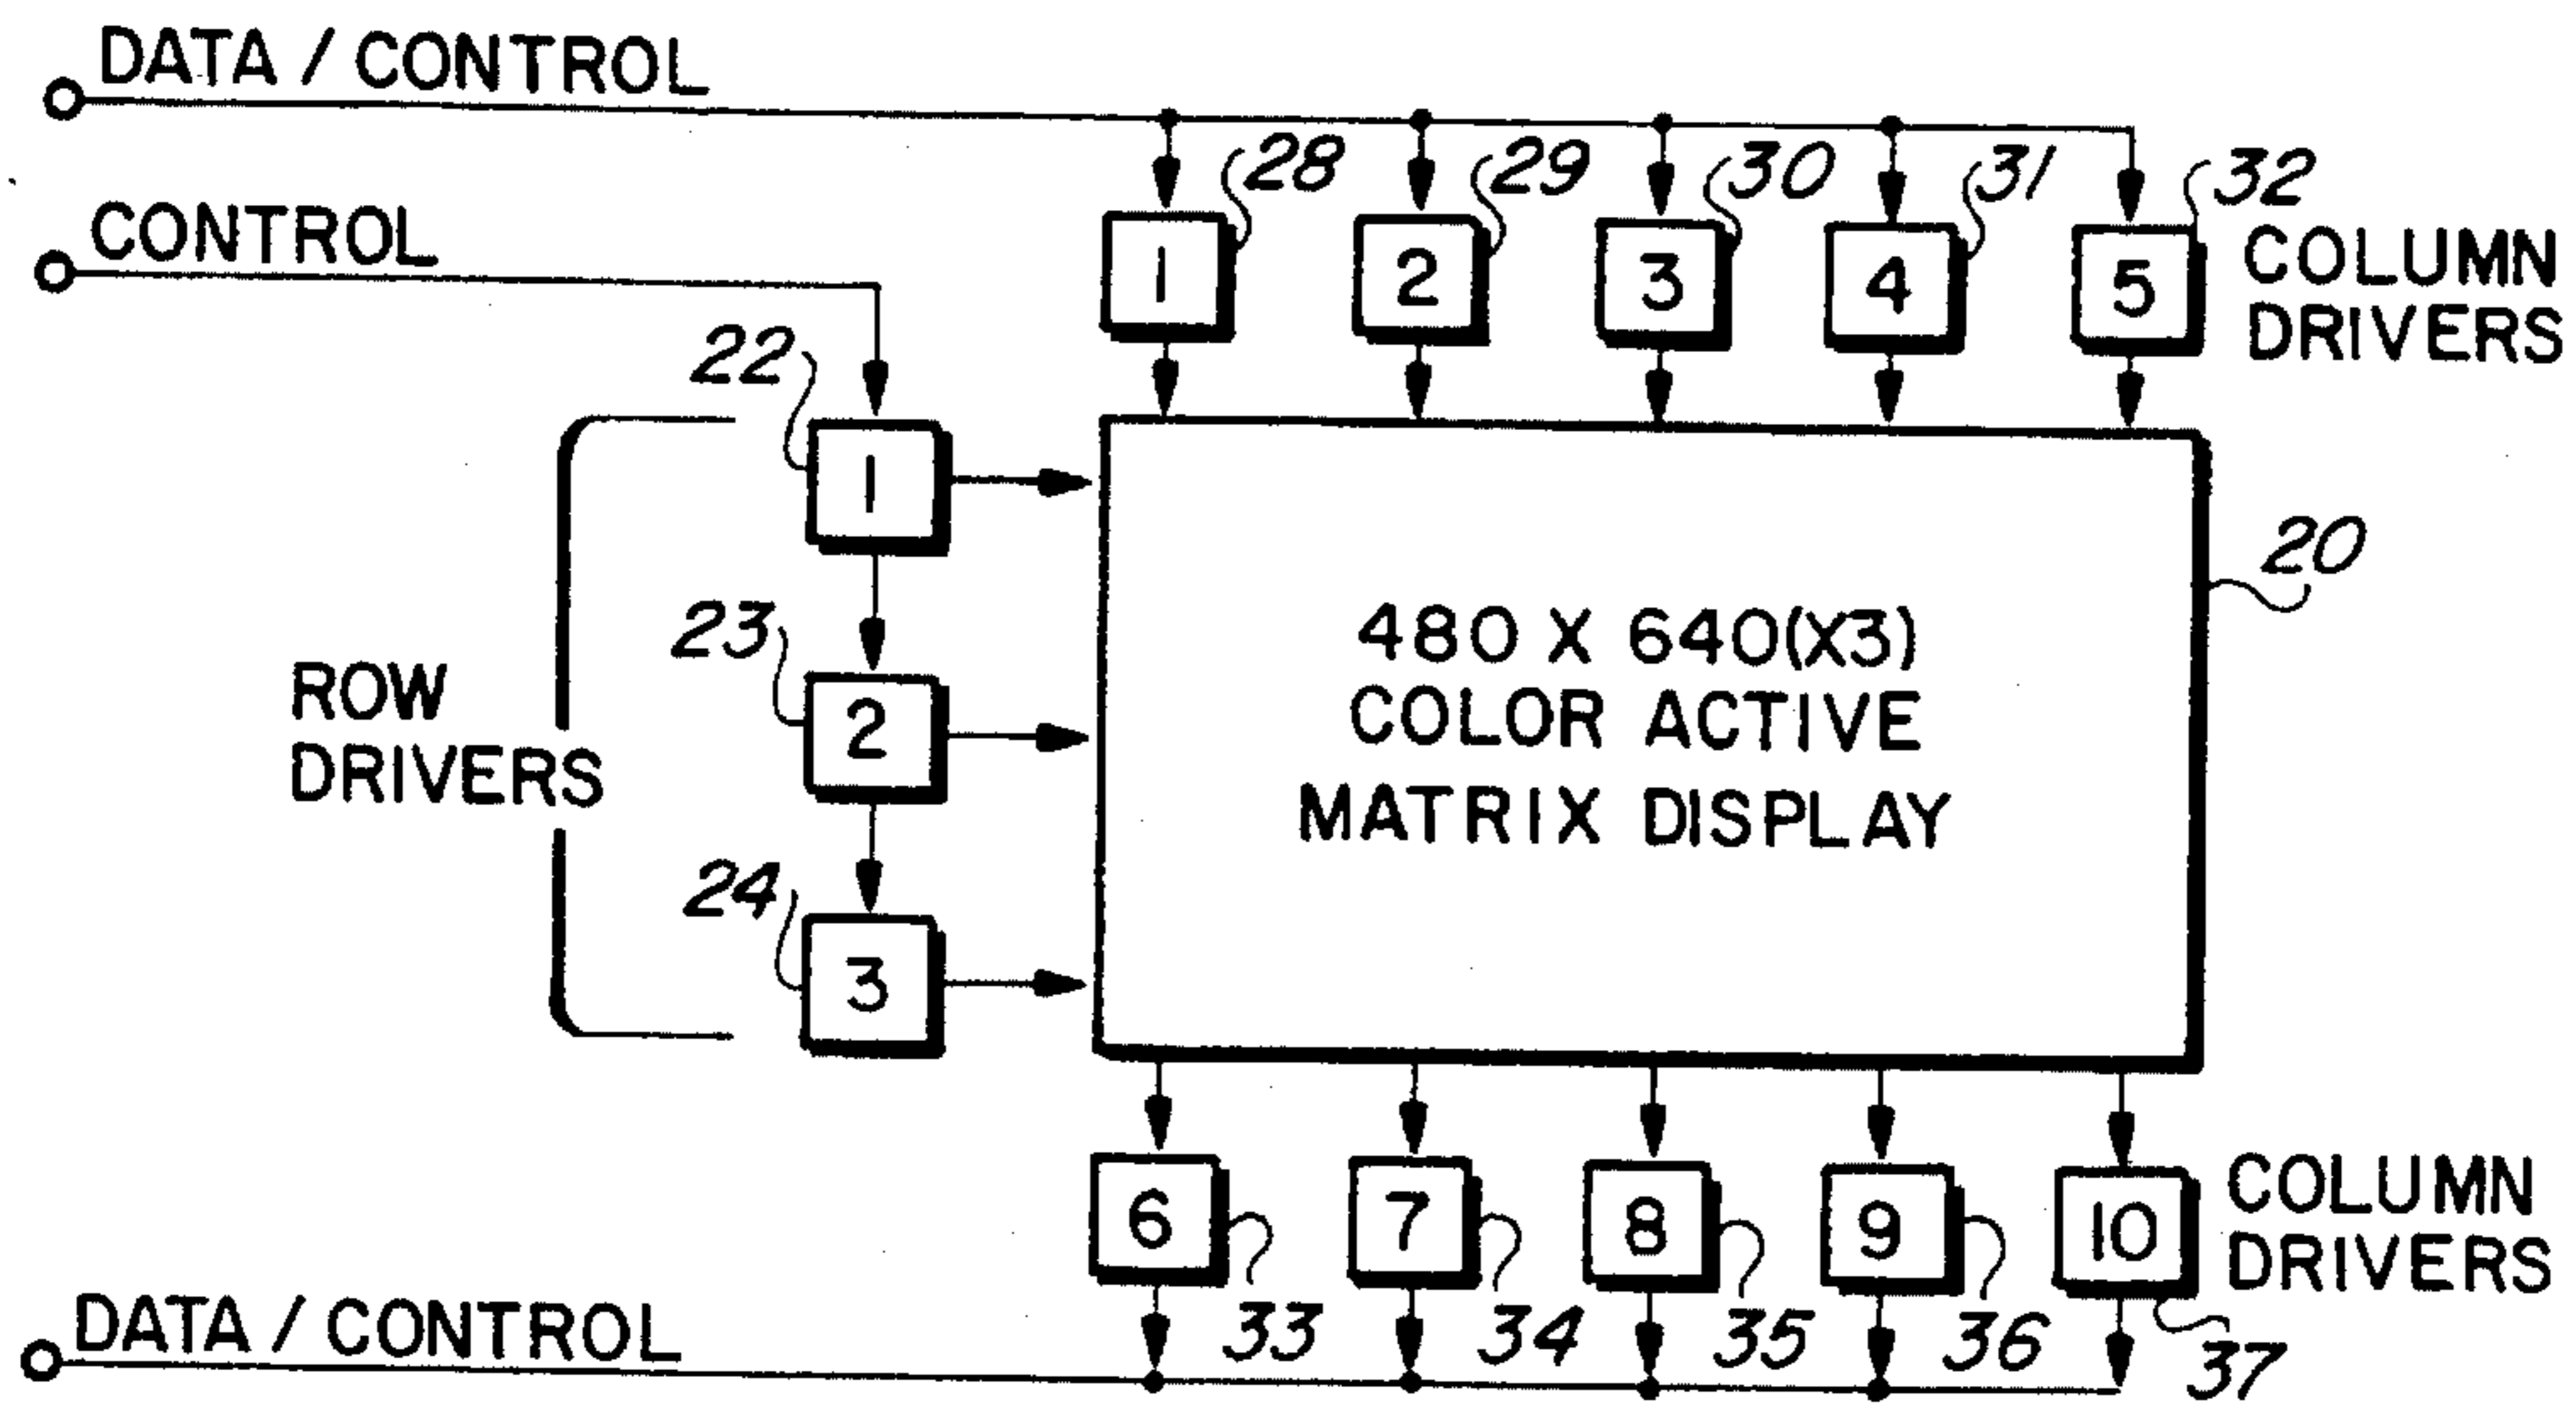 DATA / CONTROL
28 29 30 31 32
CONTROL
1 2 3 4 5
COLUMN
DRIVERS
22
1
20
23
2
480 X 640(X3)
COLOR ACTIVE
MATRIX DISPLAY
ROW
DRIVERS
24
3
6 7 8 9 10
COLUMN
DRIVERS
DATA / CONTROL
33 34 35 36 37